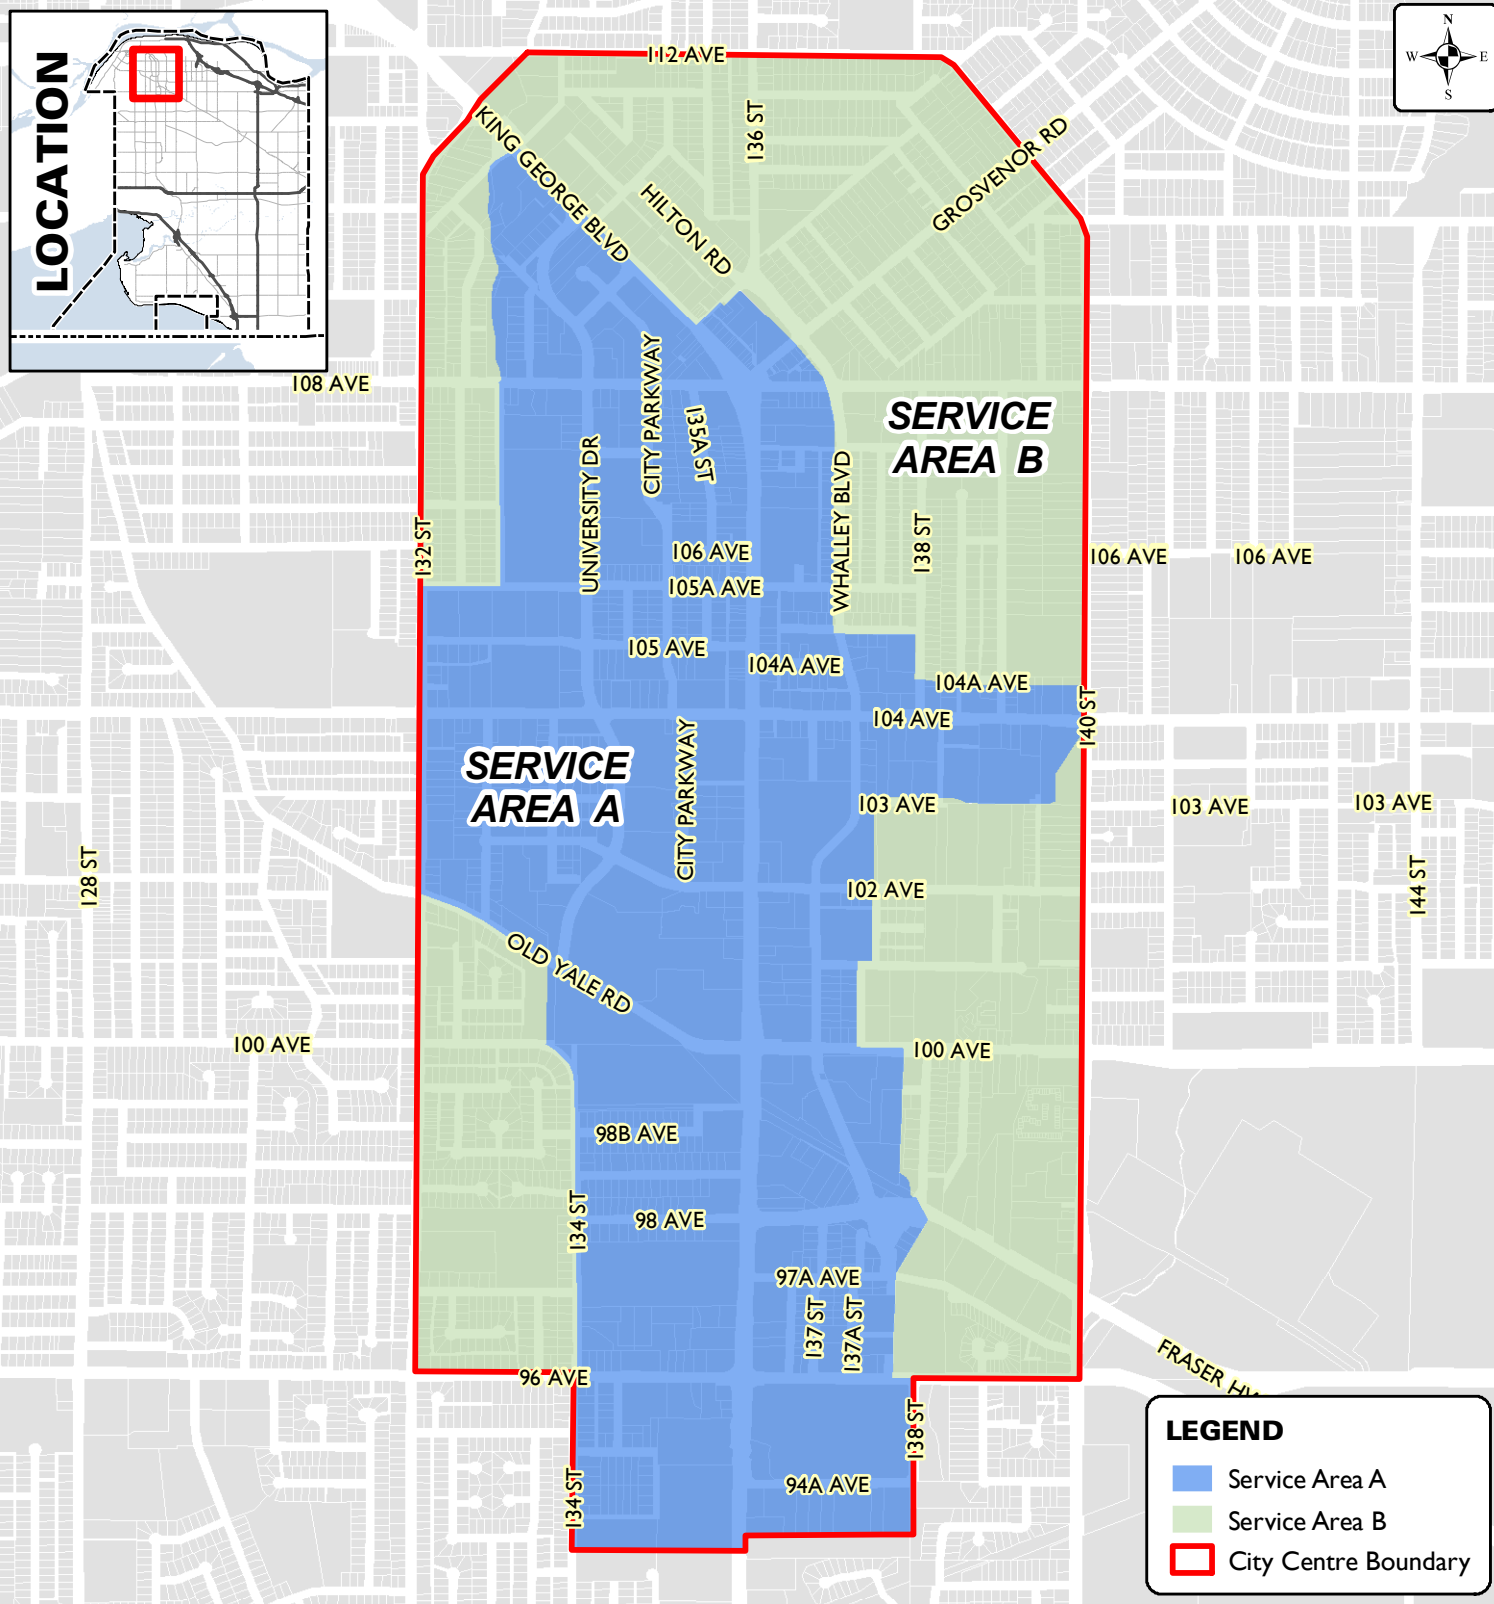 LOCATION
N
W
E
S
112 AVE
136 ST
KING GEORGE BLVD
HILTON RD
GROSVENOR RD
108 AVE
CITY PARKWAY
135A ST
UNIVERSITY DR
SERVICE
AREA B
WHALLEY BLVD
138 ST
132 ST
106 AVE
106 AVE
106 AVE
105A AVE
105 AVE
104A AVE
104A AVE
140 ST
104 AVE
SERVICE
AREA A
CITY PARKWAY
103 AVE
103 AVE
103 AVE
128 ST
102 AVE
144 ST
OLD YALE RD
100 AVE
100 AVE
98B AVE
134 ST
98 AVE
97A AVE
137 ST
137A ST
96 AVE
FRASER HW
138 ST
134 ST
94A AVE
LEGEND
Service Area A
Service Area B
City Centre Boundary